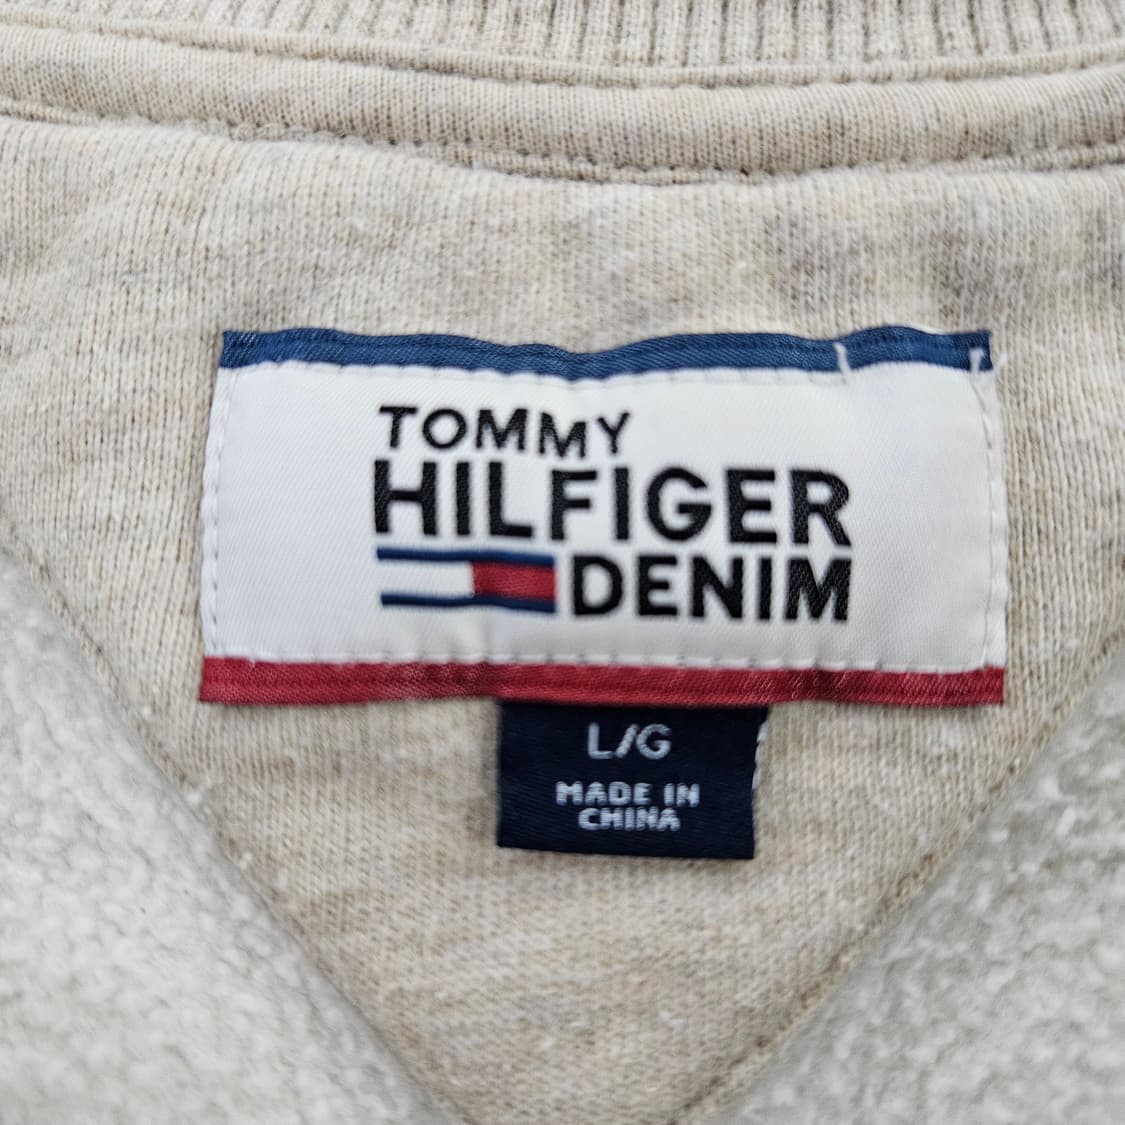 TOMMY
HILFIGER
DENIM
L/G
MADE IN
CHINA